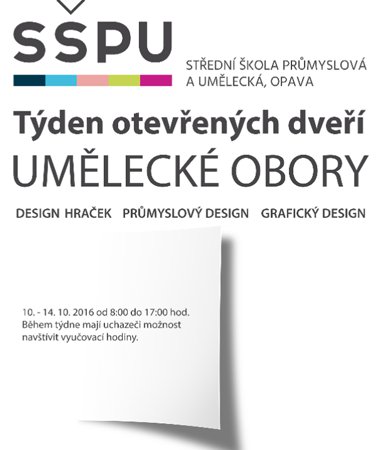 SŠPU
STŘEDNÍ ŠKOLA PRŮMYSLOVÁ
A UMĚLECKÁ, OPAVA
Týden otevřených dveří
UMĚLECKÉ OBORY
DESIGN HRAČEK PRŮMYSLOVÝ DESIGN GRAFICKÝ DESIGN
10. - 14. 10. 2016 od 8:00 do 17:00 hod.
Během týdne mají uchazeči možnost
navštívit vyučovací hodiny.